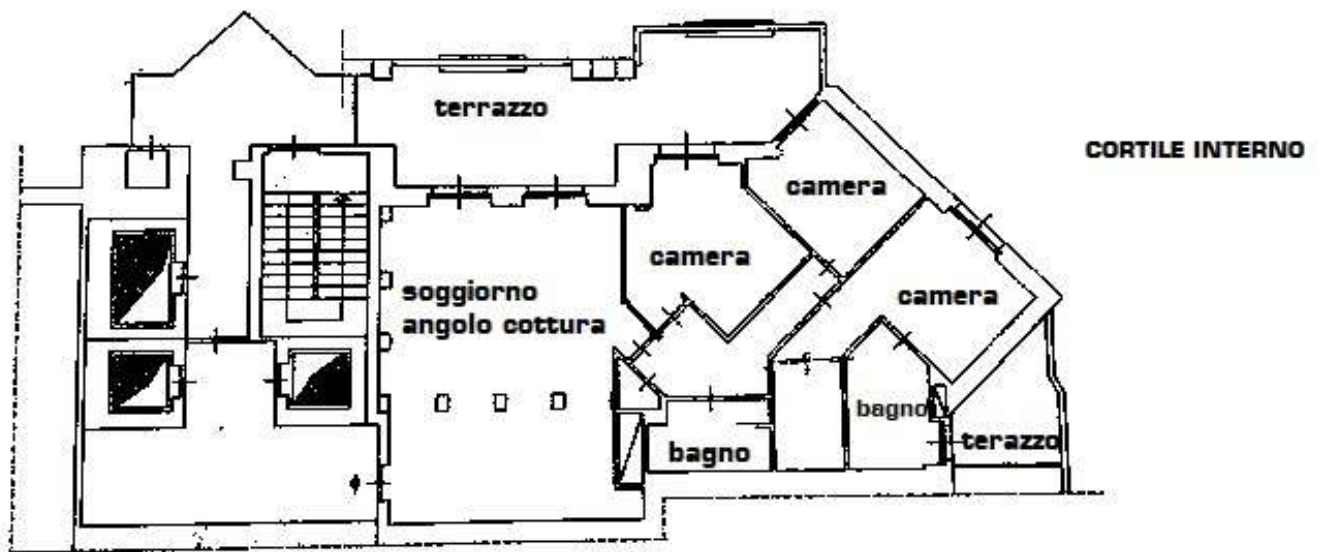 terrazzo
CORTILE INTERNO
camera
camera
camera
soggiorno
angolo cottura
bagno
bagno
terazzo